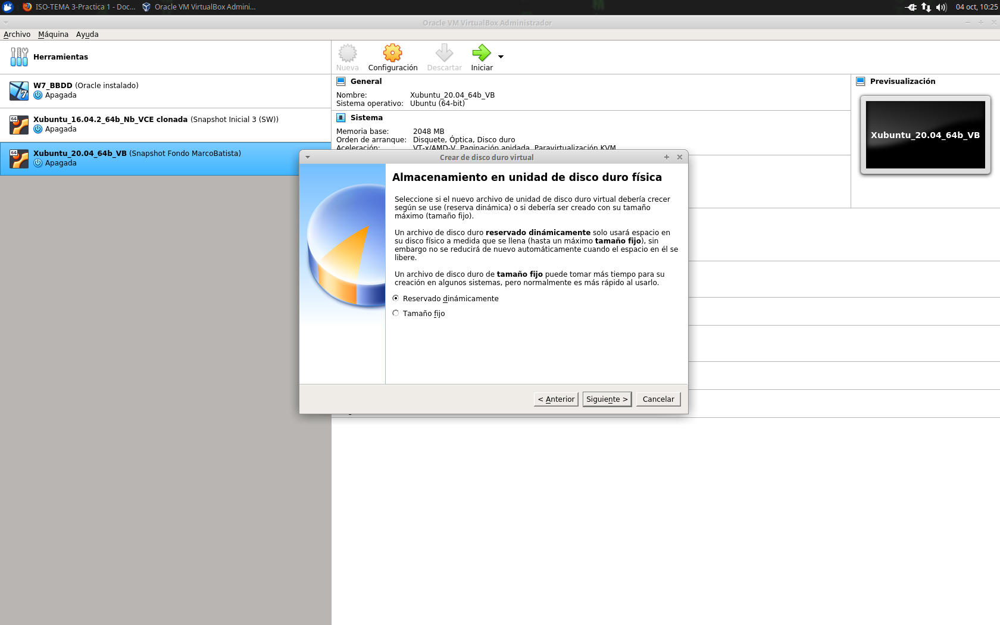 ISO-TEMA 3-Practica 1 - Doc...
Oracle VM VirtualBox Admini...
04 oct, 10:25
Oracle VM VirtualBox Administrador
Archivo Máquina Ayuda
Herramientas
Nueva
Configuración
Descartar
Iniciar
W7_BBDD (Oracle instalado)
Apagada
Xubuntu_16.04.2_64b_Nb_VCE clonada (Snapshot Inicial 3 (SW))
Apagada
Xubuntu_20.04_64b_VB (Snapshot Fondo MarcoBatista)
Apagada
64
64
7
General
Nombre: Xubuntu_20.04_64b_VB
Sistema operativo: Ubuntu (64-bit)
Sistema
Memoria base: 2048 MB
Orden de arranque: Disquete, Óptica, Disco duro
Aceleración: VT-x/AMD-V, Paginación anidada, Paravirtualización KVM
Previsualización
Xubuntu_20.04_64b_VB
Crear de disco duro virtual
Almacenamiento en unidad de disco duro física
Seleccione si el nuevo archivo de unidad de disco duro virtual debería crecer
según se use (reserva dinámica) o si debería ser creado con su tamaño
máximo (tamaño fijo).
Un archivo de disco duro reservado dinámicamente solo usará espacio en
su disco físico a medida que se llena (hasta un máximo tamaño fijo), sin
embargo no se reducirá de nuevo automáticamente cuando el espacio en él se
libere.
Un archivo de disco duro de tamaño fijo puede tomar más tiempo para su
creación en algunos sistemas, pero normalmente es más rápido al usarlo.
Reservado dinámicamente
Tamaño fijo
< Anterior
Siguiente >
Cancelar